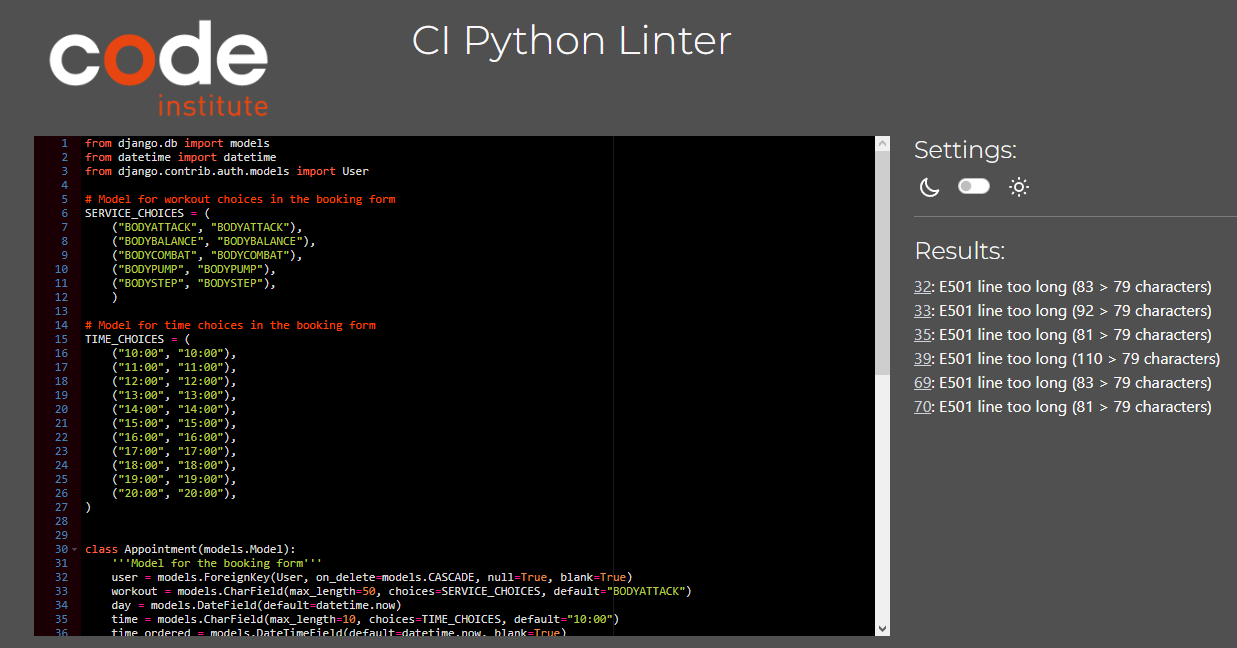 code
institute
CI Python Linter
1 from django.db import models
2 from datetime import datetime
3 from django.contrib.auth.models import User
4
5 # Model for workout choices in the booking form
6 SERVICE_CHOICES = (
7     ("BODYATTACK", "BODYATTACK"),
8     ("BODYBALANCE", "BODYBALANCE"),
9     ("BODYCOMBAT", "BODYCOMBAT"),
10     ("BODYPUMP", "BODYPUMP"),
11     ("BODYSTEP", "BODYSTEP"),
12     )
13
14 # Model for time choices in the booking form
15 TIME_CHOICES = (
16     ("10:00", "10:00"),
17     ("11:00", "11:00"),
18     ("12:00", "12:00"),
19     ("13:00", "13:00"),
20     ("14:00", "14:00"),
21     ("15:00", "15:00"),
22     ("16:00", "16:00"),
23     ("17:00", "17:00"),
24     ("18:00", "18:00"),
25     ("19:00", "19:00"),
26     ("20:00", "20:00"),
27 )
28
29
30 class Appointment(models.Model):
31     '''Model for the booking form'''
32     user = models.ForeignKey(User, on_delete=models.CASCADE, null=True, blank=True)
33     workout = models.CharField(max_length=50, choices=SERVICE_CHOICES, default="BODYATTACK")
34     day = models.DateField(default=datetime.now)
35     time = models.CharField(max_length=10, choices=TIME_CHOICES, default="10:00")
36     time_ordered = models.DateTimeField(default=datetime.now, blank=True)
Settings:
Results:
32: E501 line too long (83 > 79 characters)
33: E501 line too long (92 > 79 characters)
35: E501 line too long (81 > 79 characters)
39: E501 line too long (110 > 79 characters)
69: E501 line too long (83 > 79 characters)
70: E501 line too long (81 > 79 characters)